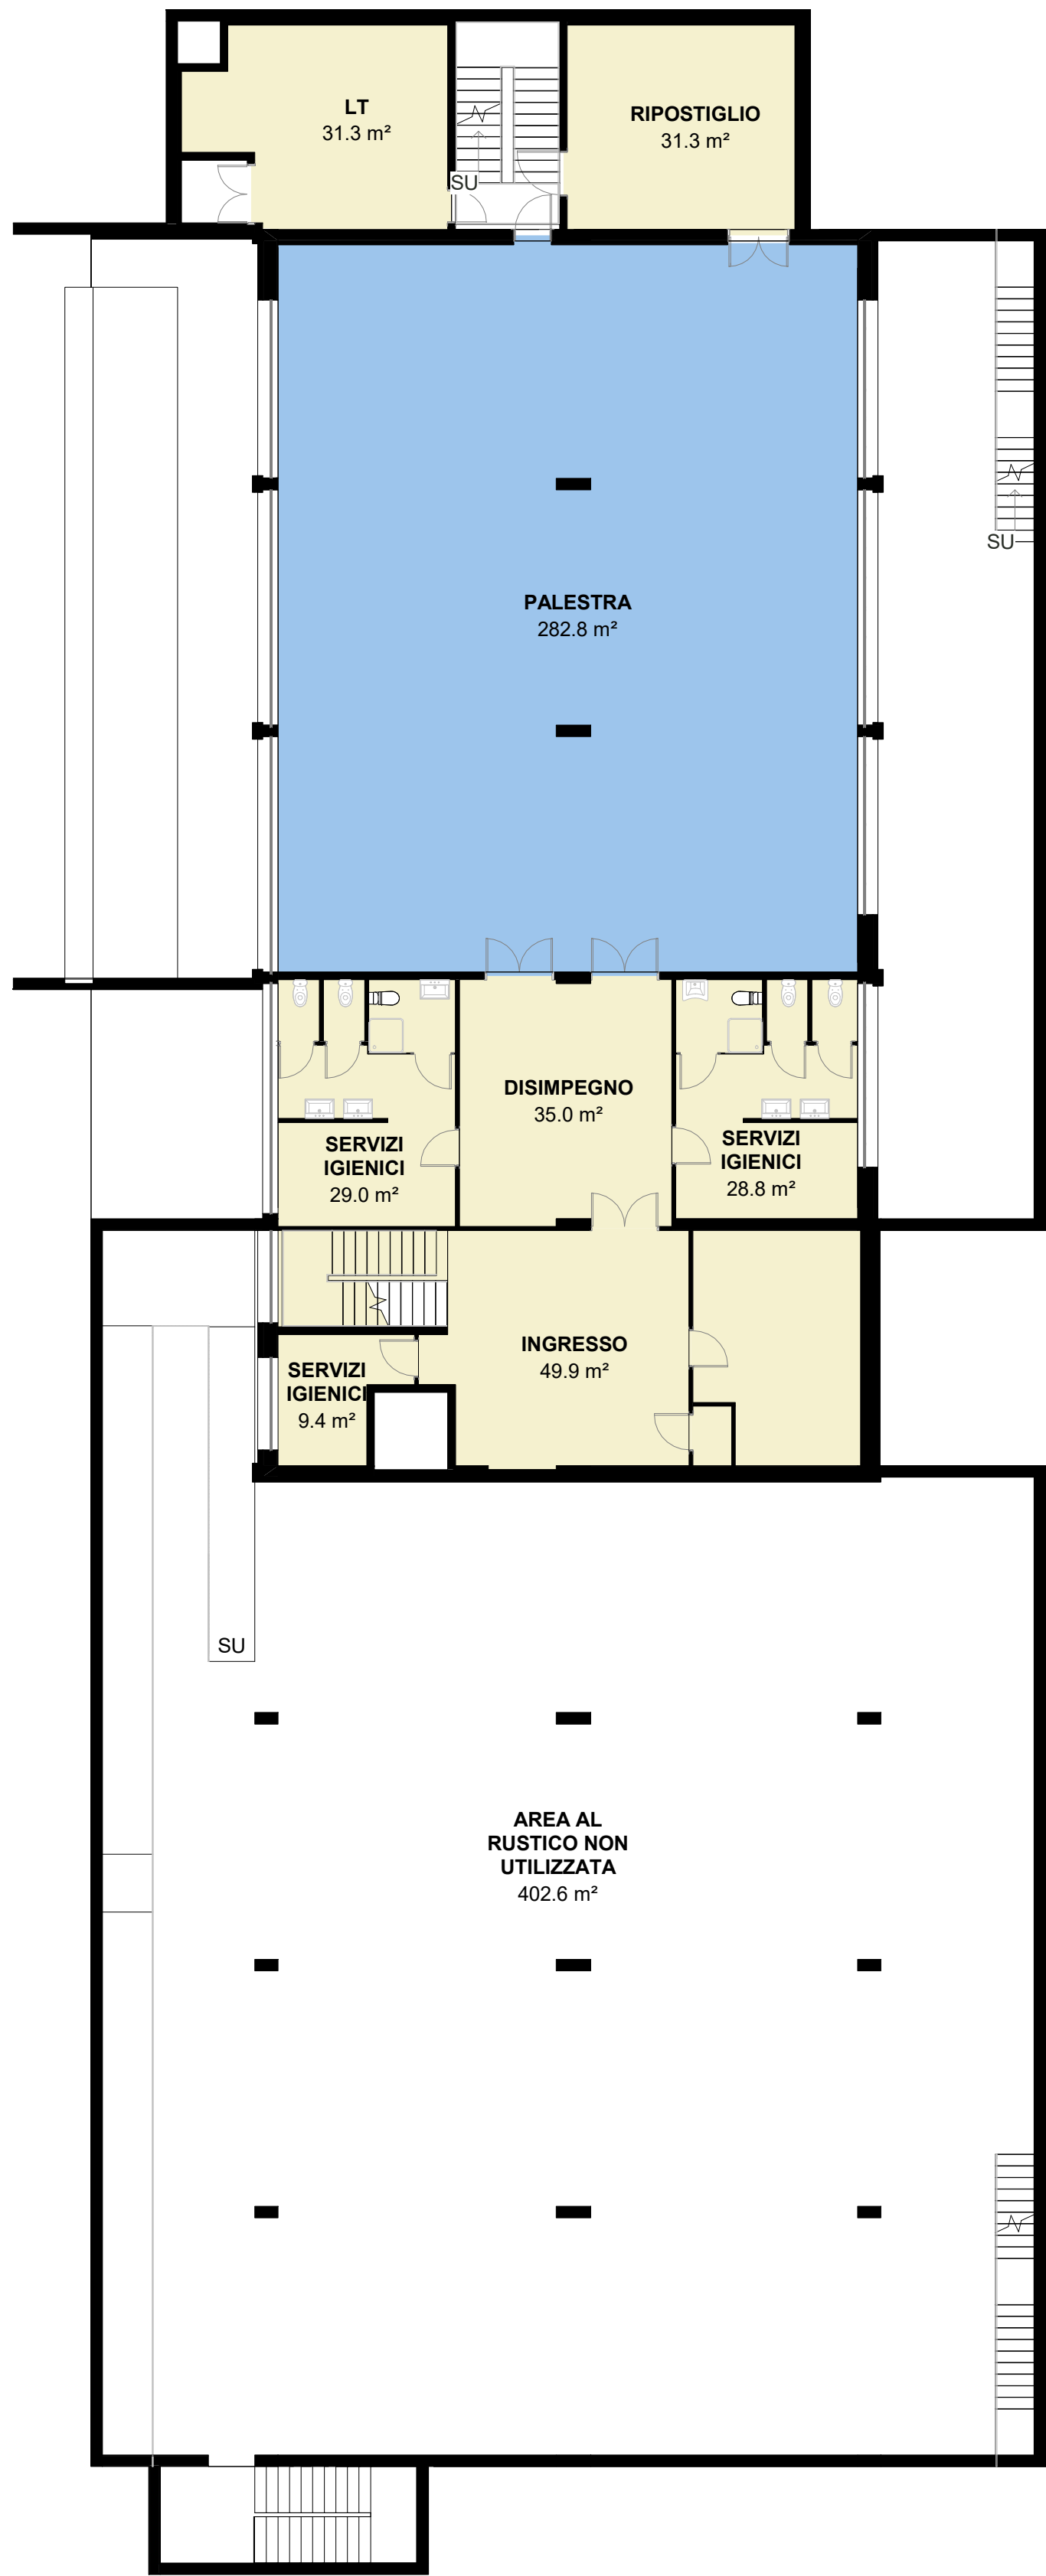 LT
31.3 m²
RIPOSTIGLIO
31.3 m²
SU
SU
PALESTRA
282.8 m²
DISIMPEGNO
35.0 m²
SERVIZI
IGIENICI
29.0 m²
SERVIZI
IGIENICI
28.8 m²
INGRESSO
49.9 m²
SERVIZI
IGIENICI
9.4 m²
SU
AREA AL
RUSTICO NON
UTILIZZATA
402.6 m²